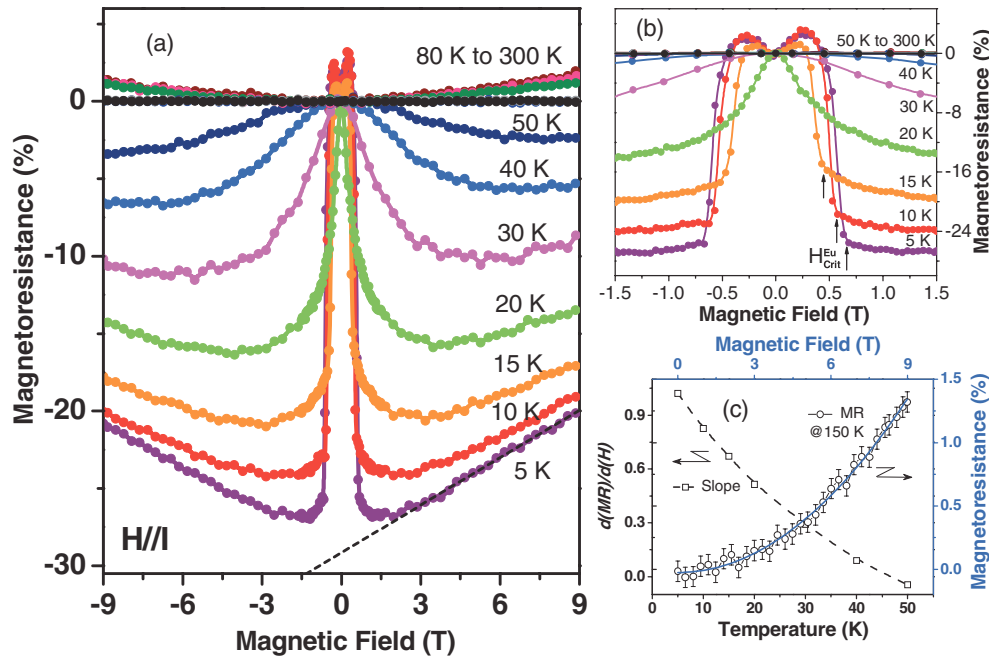 (a)
80 K to 300 K
50 K
40 K
30 K
20 K
15 K
10 K
5 K
H//I
0
-10
-20
-30
-9 -6 -3 0 3 6 9
Magnetoresistance (%)
Magnetic Field (T)
(b)
50 K to 300 K
40 K
30 K
20 K
15 K
10 K
5 K
H Eu Crit
0
-8
-16
-24
-1.5 -1.0 -0.5 0.0 0.5 1.0 1.5
Magnetoresistance (%)
Magnetic Field (T)
Magnetic Field (T)
0 3 6 9
(c)
MR
@150 K
Slope
0.9
0.6
0.3
0.0
d(MR)/d(H)
1.5
1.0
0.5
0.0
Magnetoresistance (%)
0 10 20 30 40 50
Temperature (K)